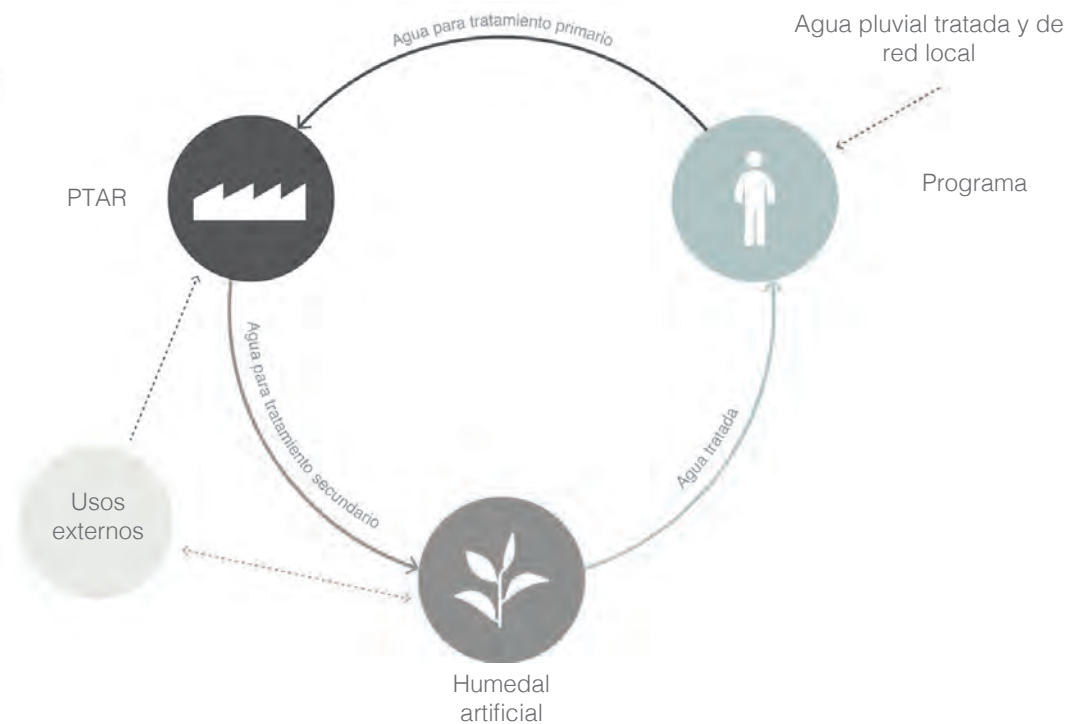 Agua para tratamiento primario
Agua pluvial tratada y de
red local
PTAR
Programa
Agua para tratamiento secundario
Agua tratada
Usos
externos
Humedal
artificial